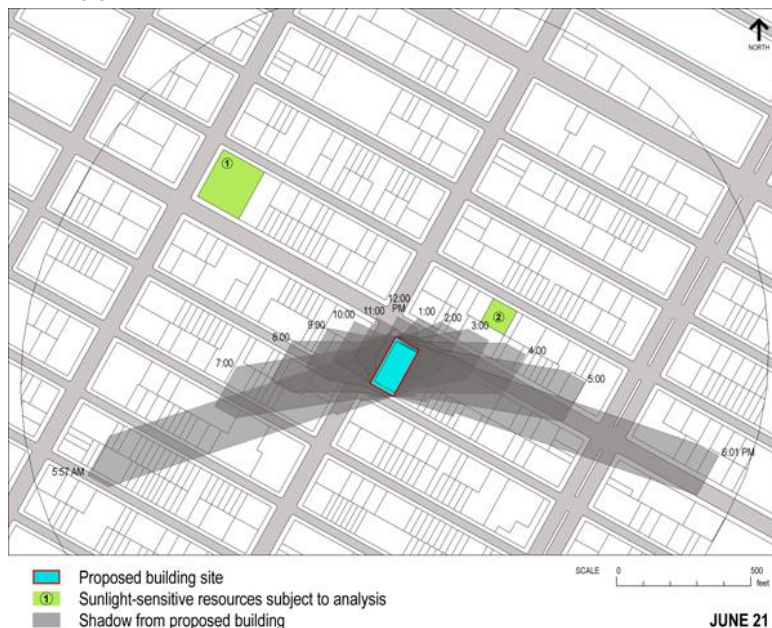 NORTH
①
②
12:00
PM
11:00
1:00
10:00
2:00
9:00
3:00
8:00
4:00
7:00
5:00
6:01 PM
5:57 AM
Proposed building site
① Sunlight-sensitive resources subject to analysis
Shadow from proposed building
SCALE 0 500
feet
JUNE 21